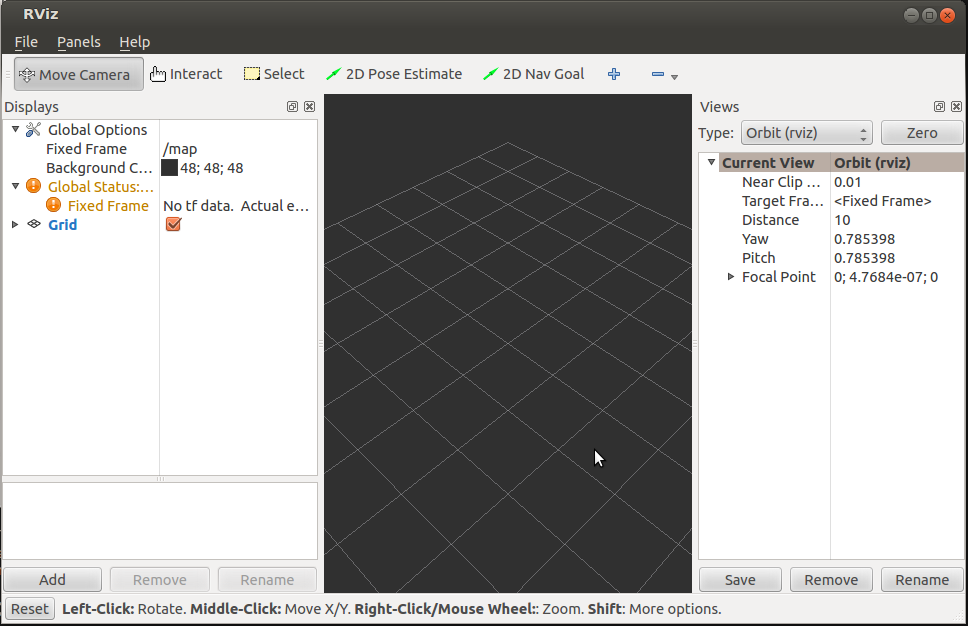 RViz
File Panels Help
Move Camera Interact Select 2D Pose Estimate 2D Nav Goal
Displays
Global Options
Fixed Frame /map
Background C... 48; 48; 48
Global Status:...
Fixed Frame No tf data. Actual e...
Grid
Add Remove Rename
Views
Type: Orbit (rviz) Zero
Current View Orbit (rviz)
Near Clip ... 0.01
Target Fra... <Fixed Frame>
Distance 10
Yaw 0.785398
Pitch 0.785398
Focal Point 0; 4.7684e-07; 0
Save Remove Rename
Reset Left-Click: Rotate. Middle-Click: Move X/Y. Right-Click/Mouse Wheel:: Zoom. Shift: More options.